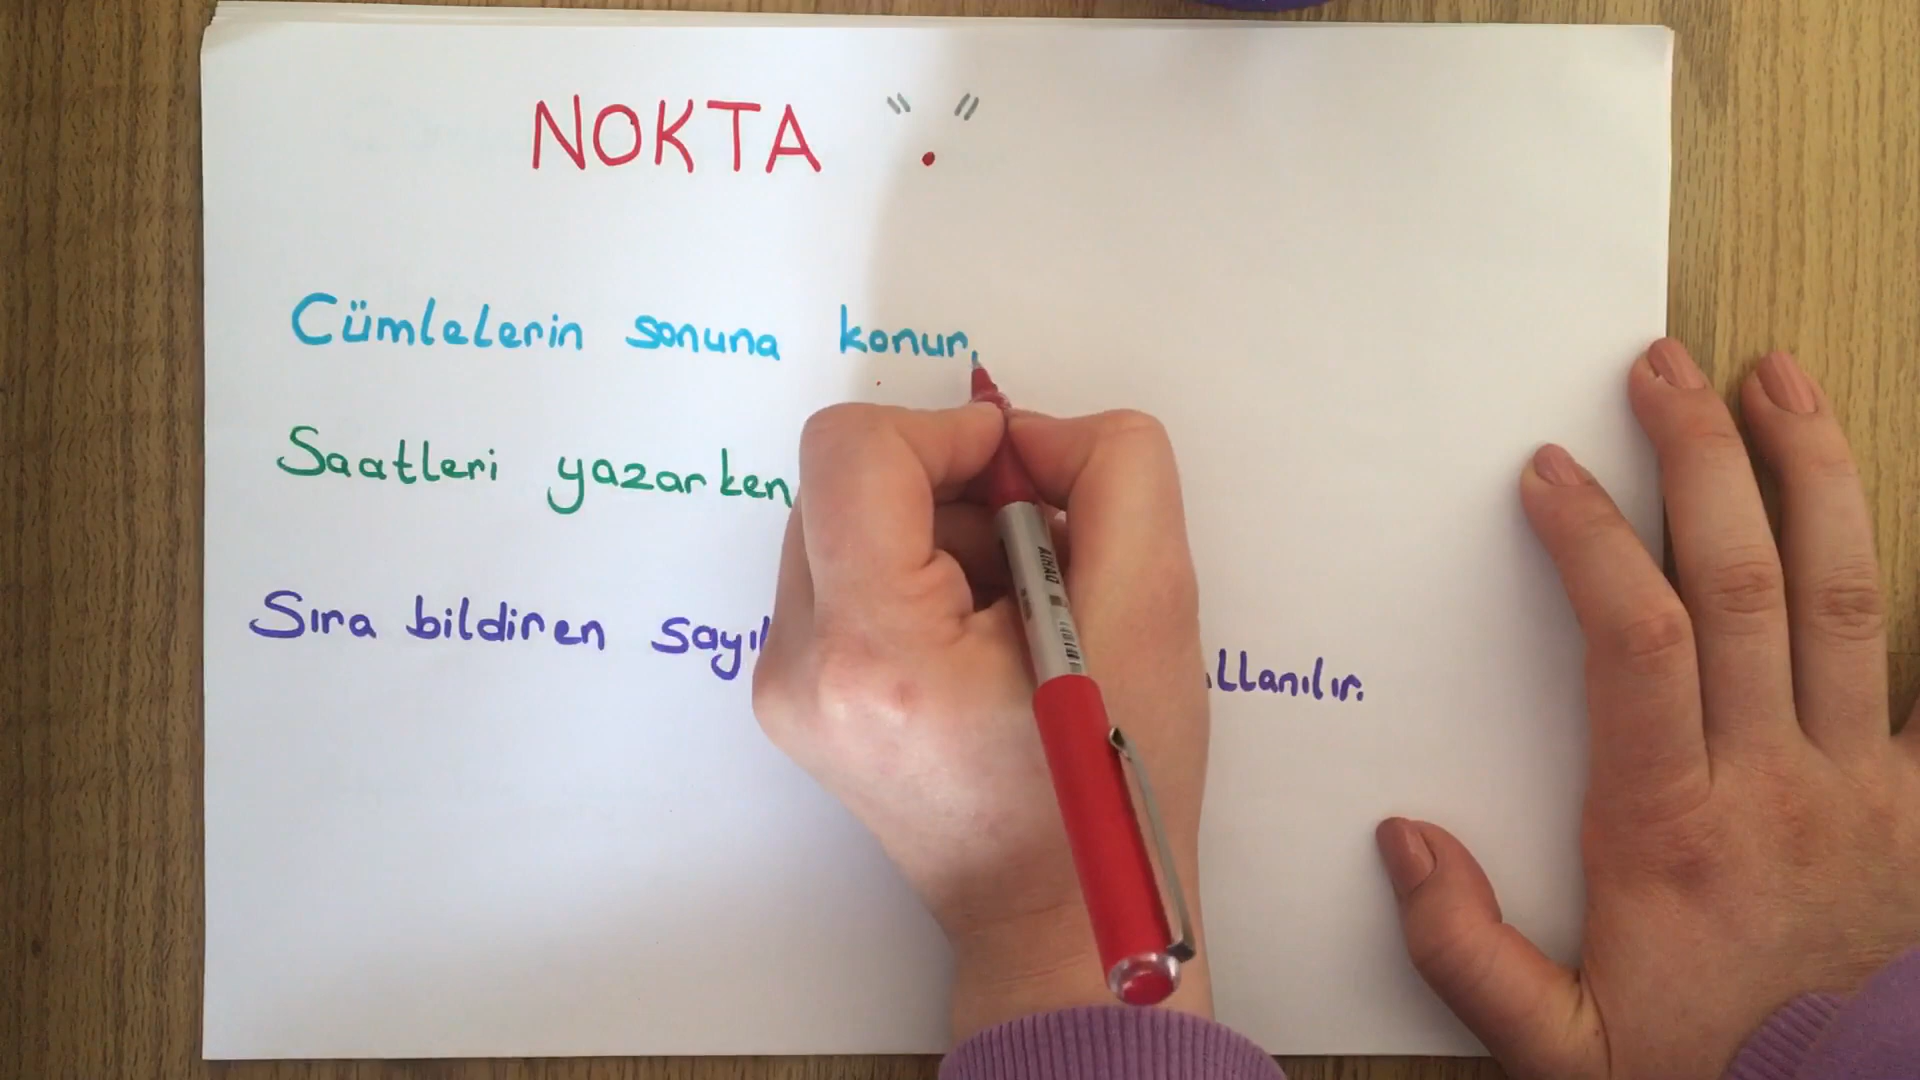 NOKTA " . "
Cümlelerin sonuna konur.
Saatleri yazarken
Sıra bildiren